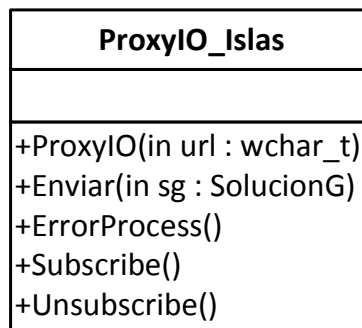 ProxyIO_Islas
+ProxyIO(in url : wchar_t)
+Enviar(in sg : SolucionG)
+ErrorProcess()
+Subscribe()
+Unsubscribe()